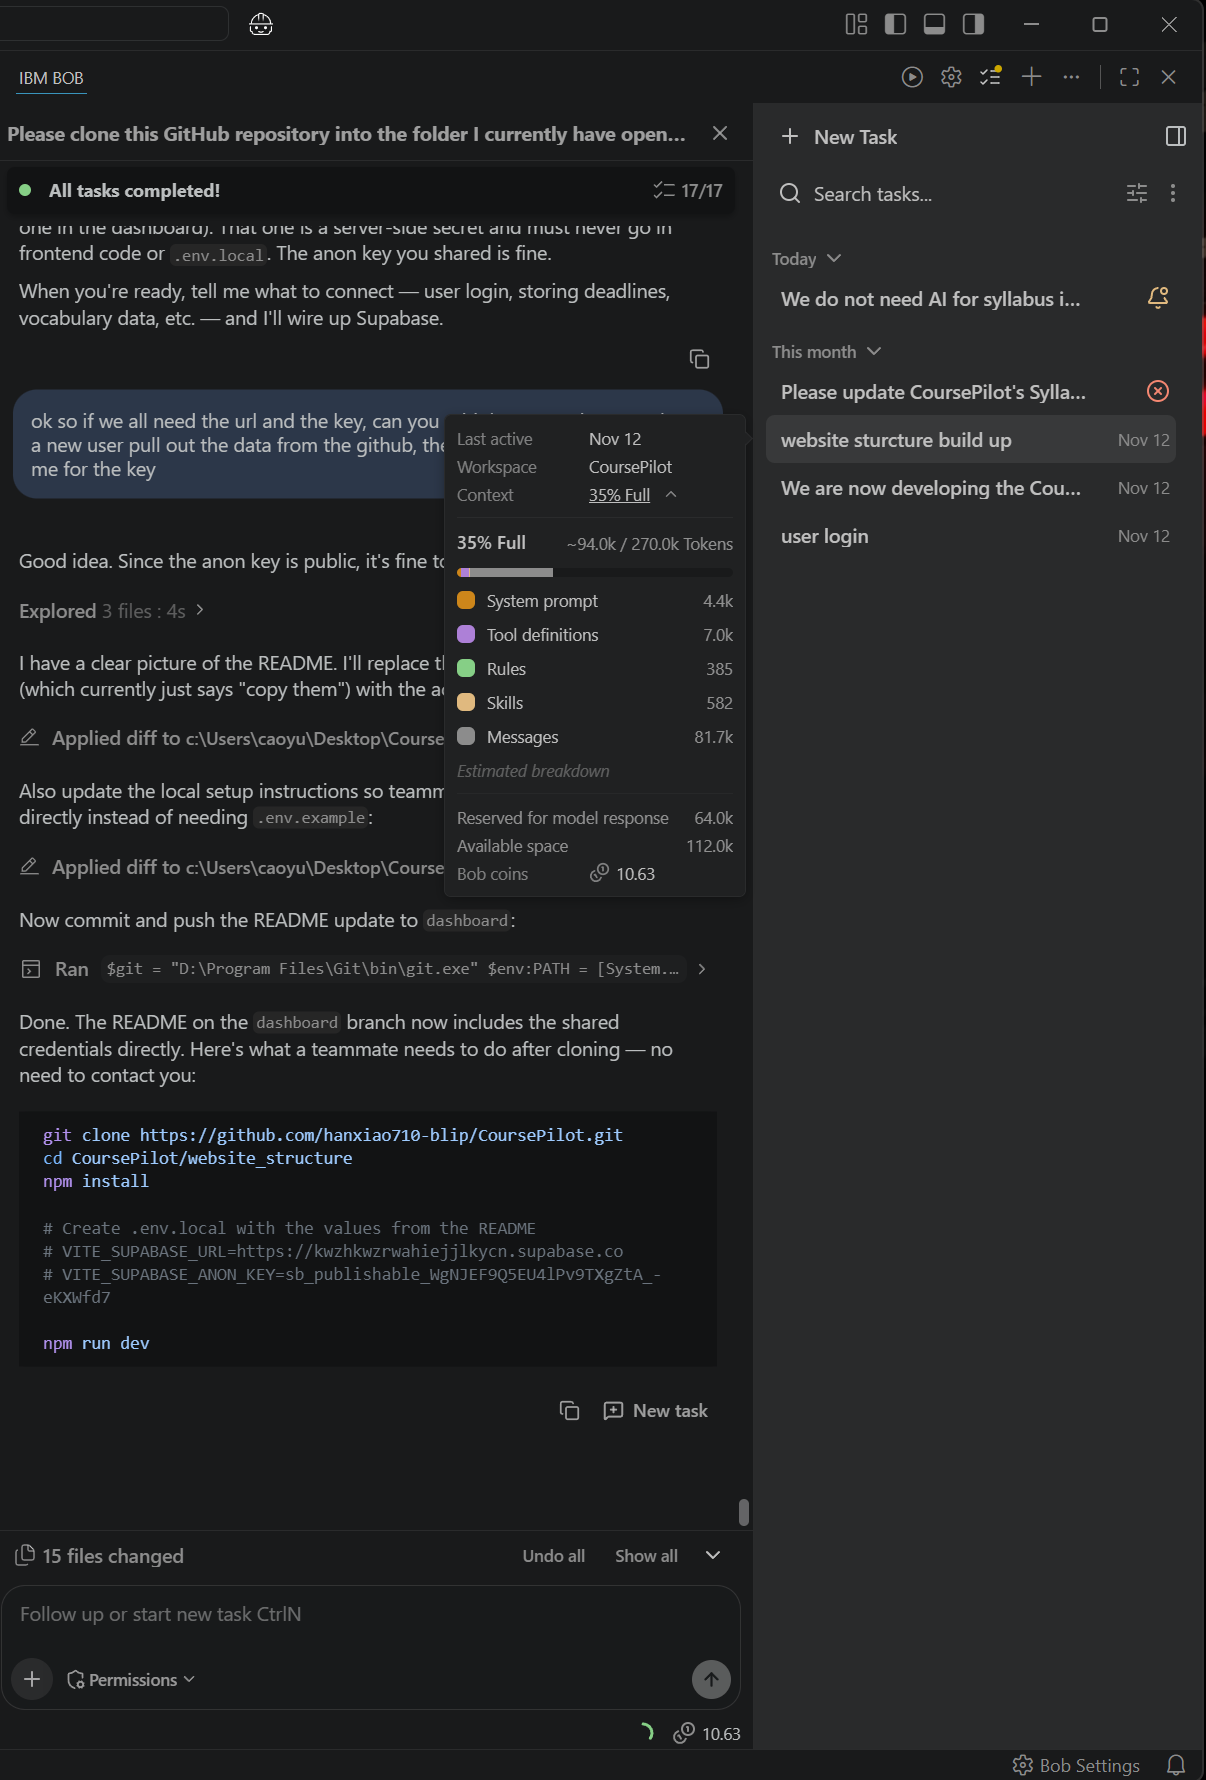 IBM BOB
Please clone this GitHub repository into the folder I currently have open...
All tasks completed!
17/17
one in the dashboard). That one is a server-side secret and must never go in
frontend code or .env.local. The anon key you shared is fine.
When you're ready, tell me what to connect — user login, storing deadlines,
vocabulary data, etc. — and I'll wire up Supabase.
ok so if we all need the url and the key, can you
a new user pull out the data from the github, the
me for the key
Good idea. Since the anon key is public, it's fine to
Explored 3 files : 4s
I have a clear picture of the README. I'll replace
(which currently just says "copy them") with the
Applied diff to c:\Users\caoyu\Desktop\Course
Also update the local setup instructions so
directly instead of needing .env.example:
Applied diff to c:\Users\caoyu\Desktop\Course
Now commit and push the README update to dashboard:
Ran $git = "D:\Program Files\Git\bin\git.exe" $env:PATH = [System....
Done. The README on the dashboard branch now includes the shared
credentials directly. Here's what a teammate needs to do after cloning — no
need to contact you:
git clone https://github.com/hanxiao710-blip/CoursePilot.git
cd CoursePilot/website_structure
npm install
# Create .env.local with the values from the README
# VITE_SUPABASE_URL=https://kwzhkwzrwahiejjlkycn.supabase.co
# VITE_SUPABASE_ANON_KEY=sb_publishable_WgNJEF9Q5EU4lPv9TXgZtA_-
eKXWfd7
npm run dev
New task
15 files changed
Undo all
Show all
Follow up or start new task CtrlN
Permissions
10.63
Last active Nov 12
Workspace CoursePilot
Context 35% Full
35% Full ~94.0k / 270.0k Tokens
System prompt 4.4k
Tool definitions 7.0k
Rules 385
Skills 582
Messages 81.7k
Estimated breakdown
Reserved for model response 64.0k
Available space 112.0k
Bob coins 10.63
New Task
Search tasks...
Today
We do not need AI for syllabus i...
This month
Please update CoursePilot's Sylla...
website sturcture build up Nov 12
We are now developing the Cou... Nov 12
user login Nov 12
Bob Settings